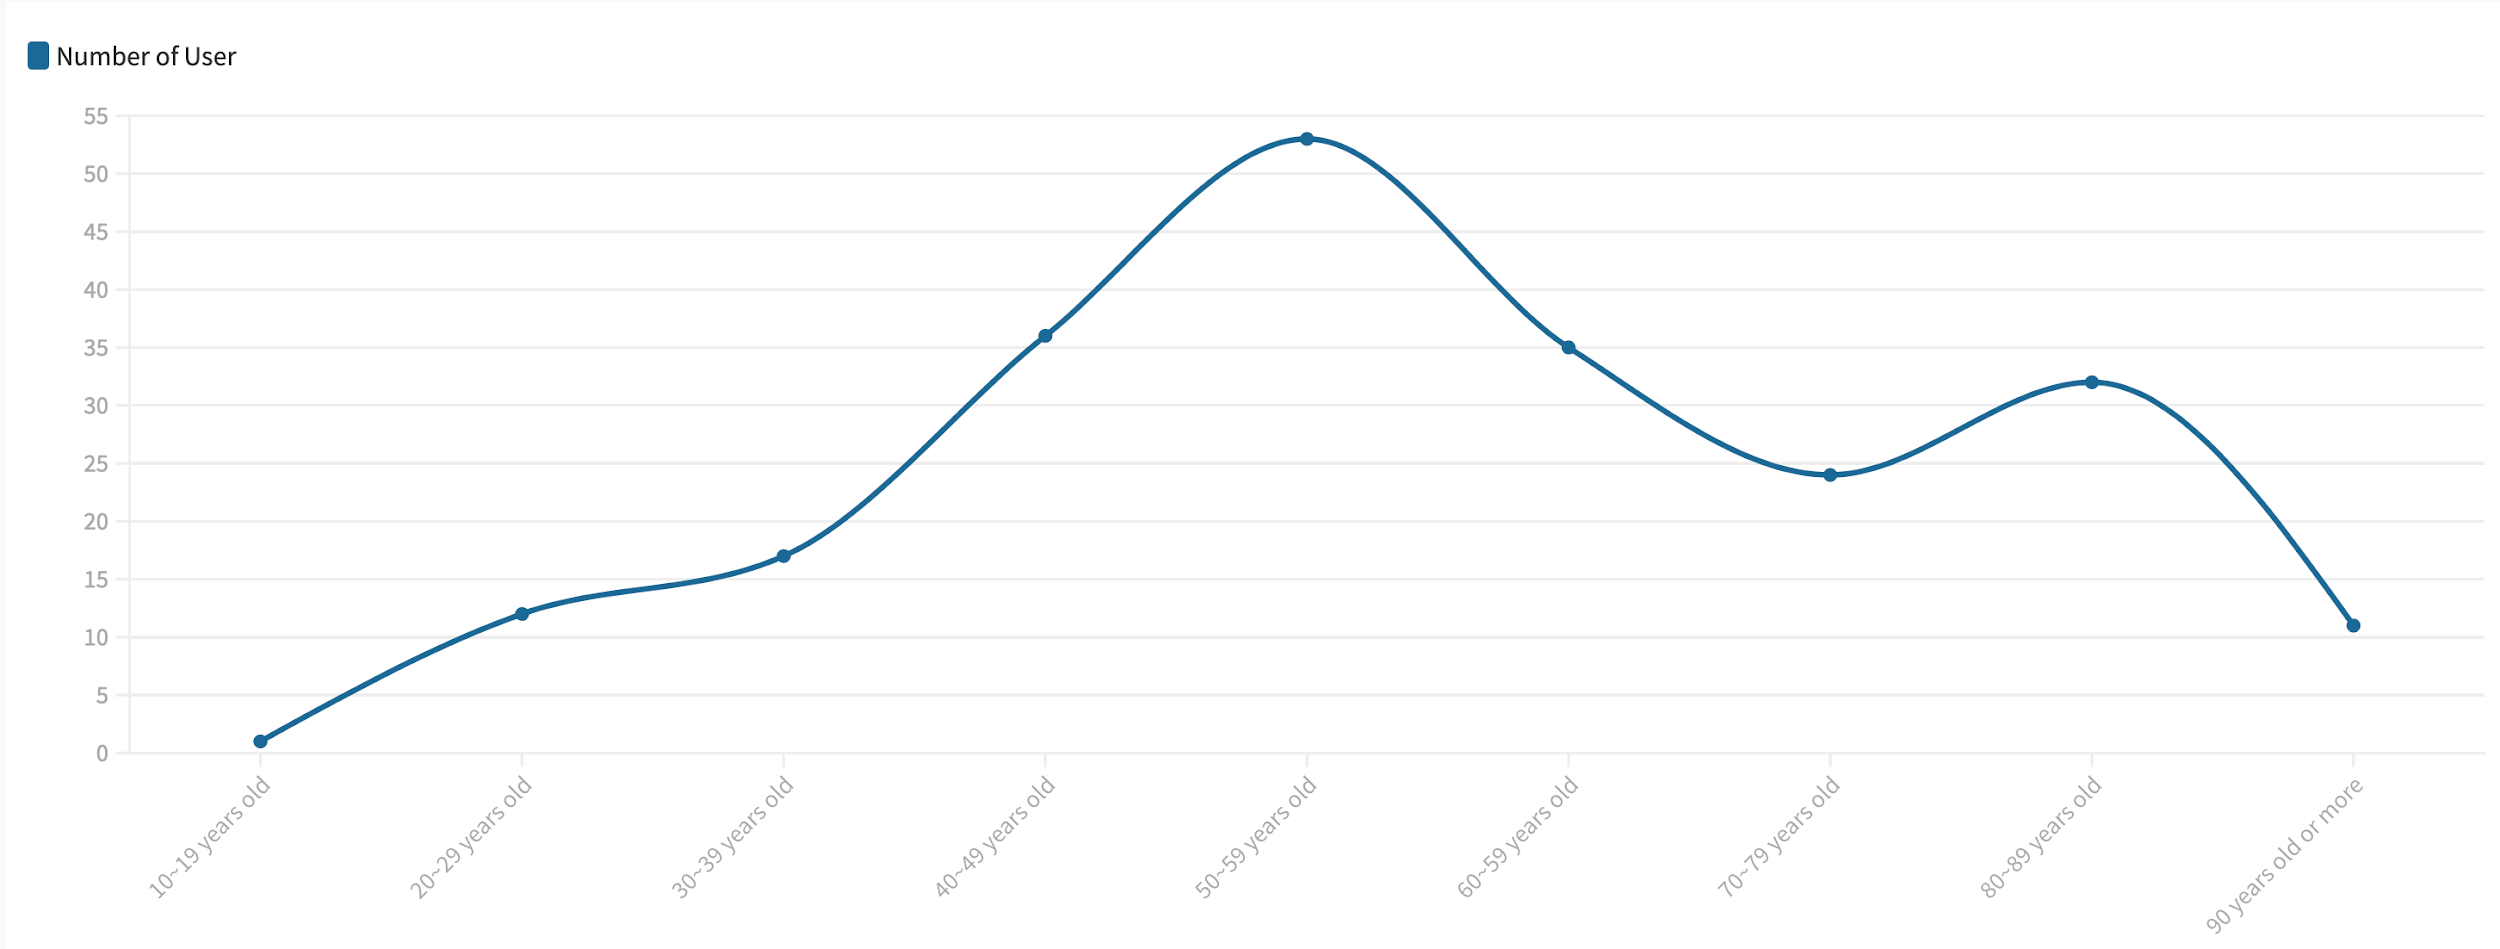 Number of User
55
50
45
40
35
30
25
20
15
10
5
0
10~19 years old
20~29 years old
30~39 years old
40~49 years old
50~59 years old
60~59 years old
70~79 years old
80~89 years old
90 years old or more